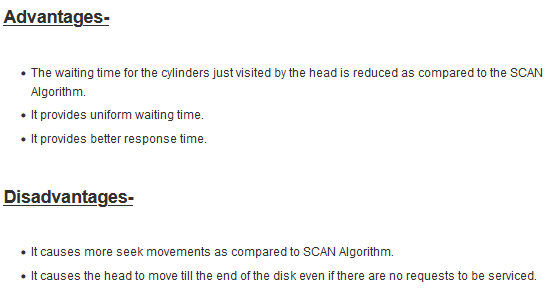 Advantages-
• The waiting time for the cylinders just visited by the head is reduced as compared to the SCAN
Algorithm.
• It provides uniform waiting time.
• It provides better response time.
Disadvantages-
• It causes more seek movements as compared to SCAN Algorithm.
• It causes the head to move till the end of the disk even if there are no requests to be serviced.